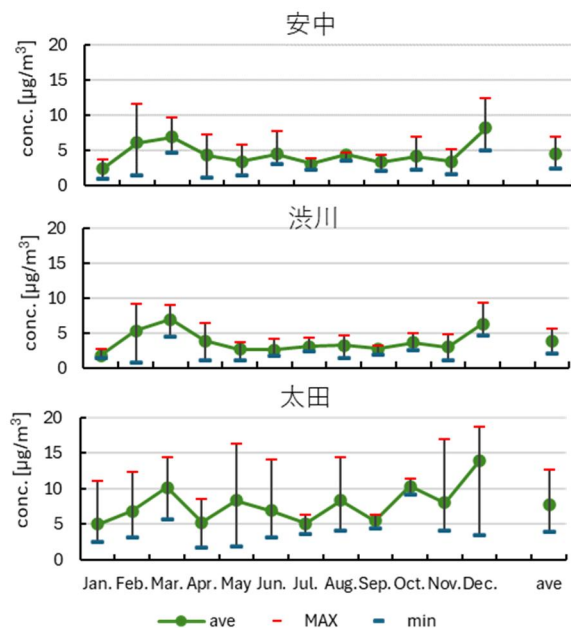 安中
conc. [µg/m³]
20
15
10
5
0
渋川
conc. [µg/m³]
20
15
10
5
0
太田
conc. [µg/m³]
20
15
10
5
0
Jan. Feb. Mar. Apr. May Jun. Jul. Aug. Sep. Oct. Nov. Dec. ave
ave MAX min